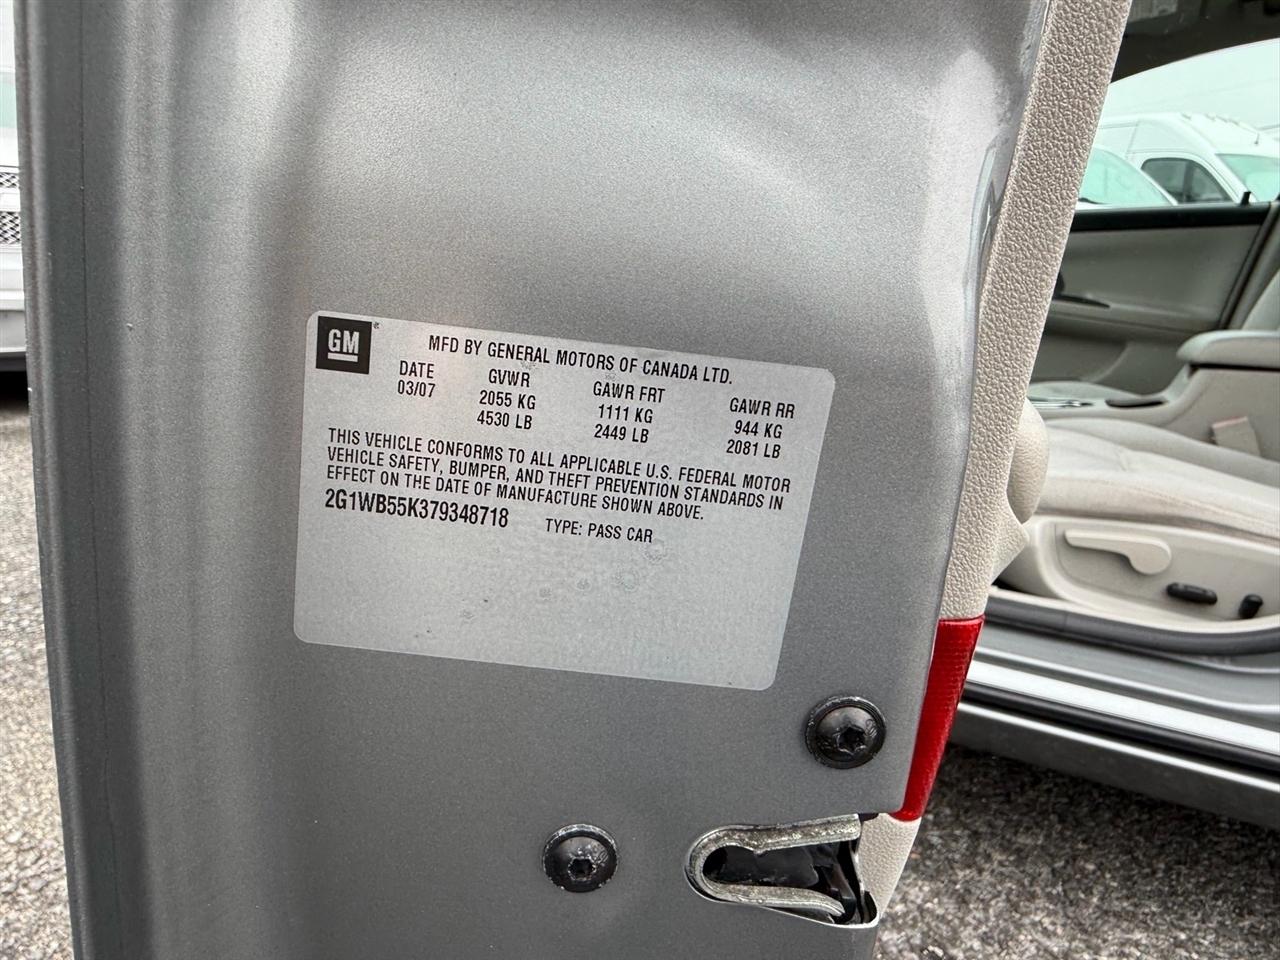 GM
MFD BY GENERAL MOTORS OF CANADA LTD.
DATE GVWR GAWR FRT GAWR RR
03/07 2055 KG 1111 KG 944 KG
4530 LB 2449 LB 2081 LB
THIS VEHICLE CONFORMS TO ALL APPLICABLE U.S. FEDERAL MOTOR
VEHICLE SAFETY, BUMPER, AND THEFT PREVENTION STANDARDS IN
EFFECT ON THE DATE OF MANUFACTURE SHOWN ABOVE.
2G1WB55K379348718 TYPE: PASS CAR